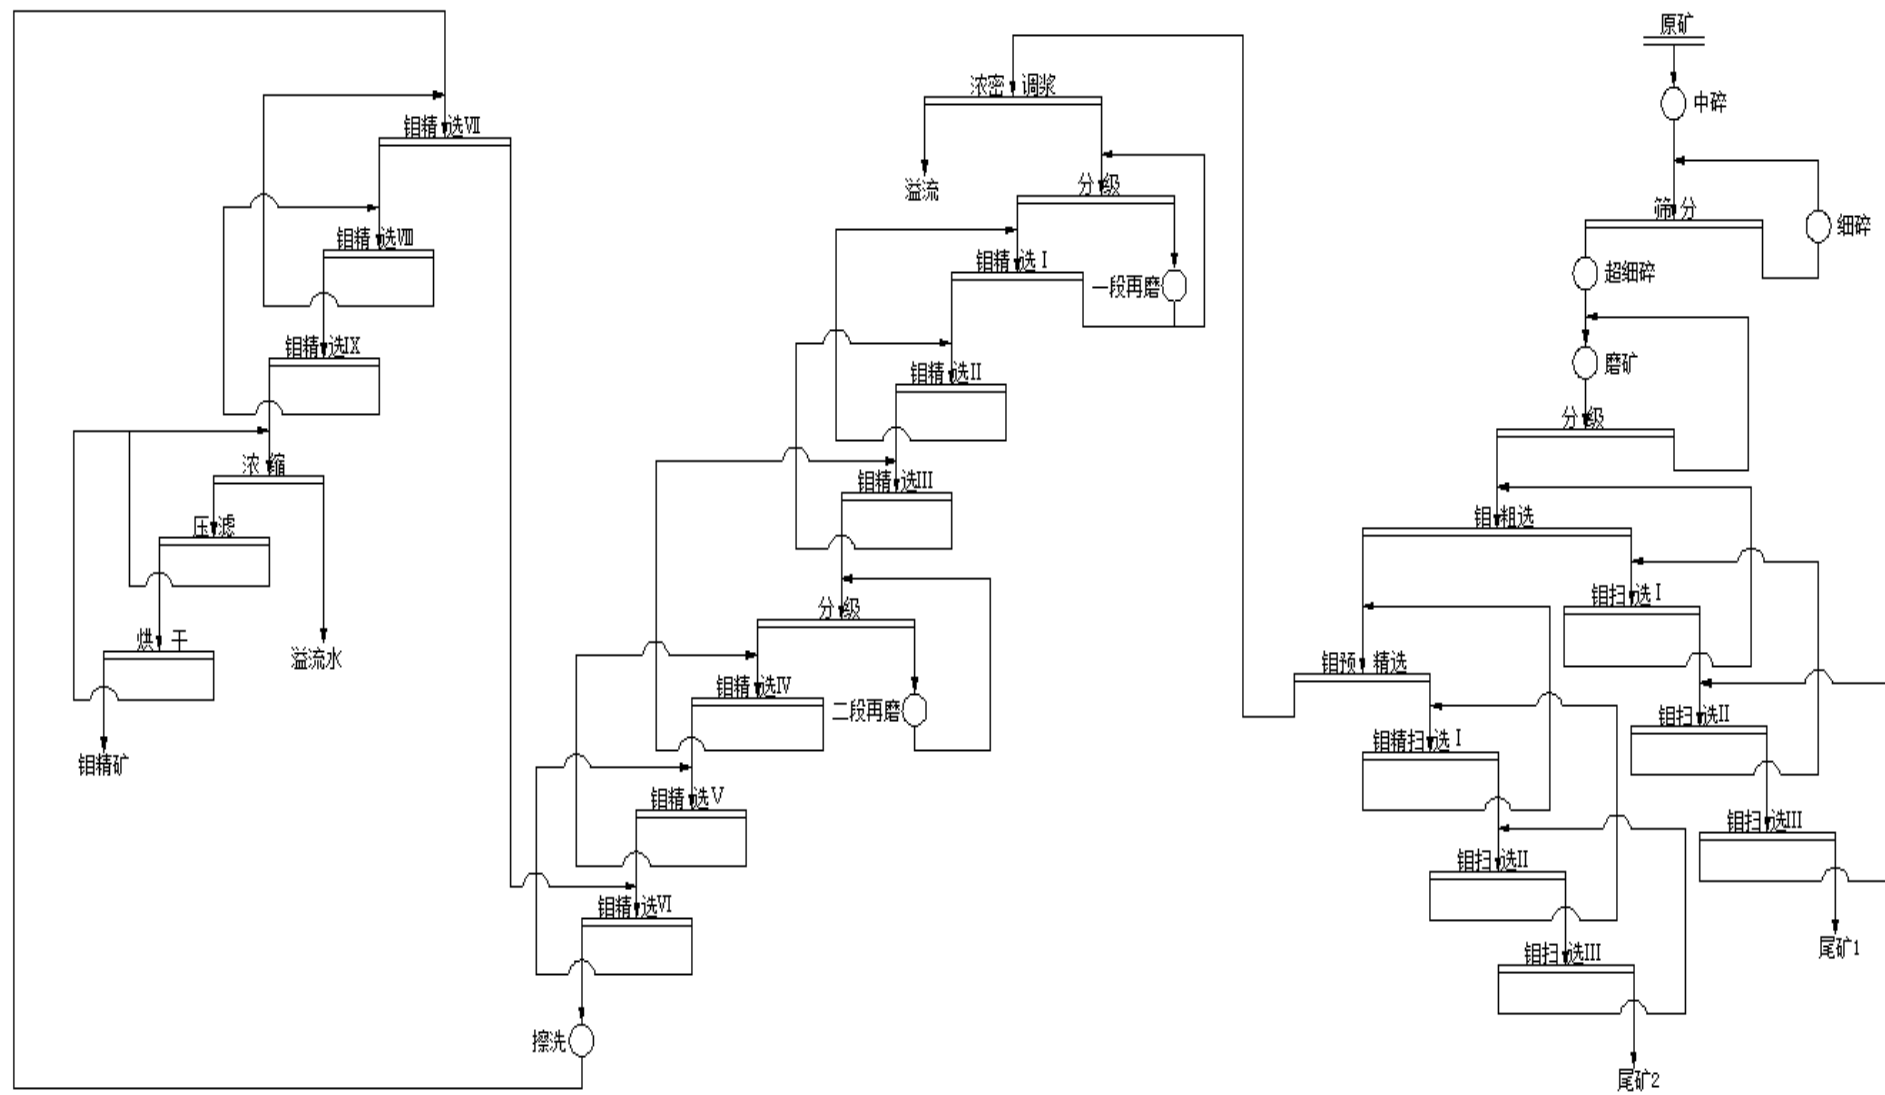 原矿
中碎
筛分
细碎
超细碎
磨矿
分级
钼粗选
钼扫选Ⅰ
钼扫选II
钼扫选III
尾矿1
钼预精选
钼精扫选Ⅰ
钼扫选II
钼扫选III
尾矿2
浓密调浆
溢流
分级
一段再磨
钼精选Ⅰ
钼精选II
钼精选III
分级
二段再磨
钼精选Ⅳ
钼精选Ⅴ
钼精选Ⅵ
擦洗
钼精选Ⅶ
钼精选Ⅷ
钼精选IX
浓缩
溢流水
压滤
烘干
钼精矿